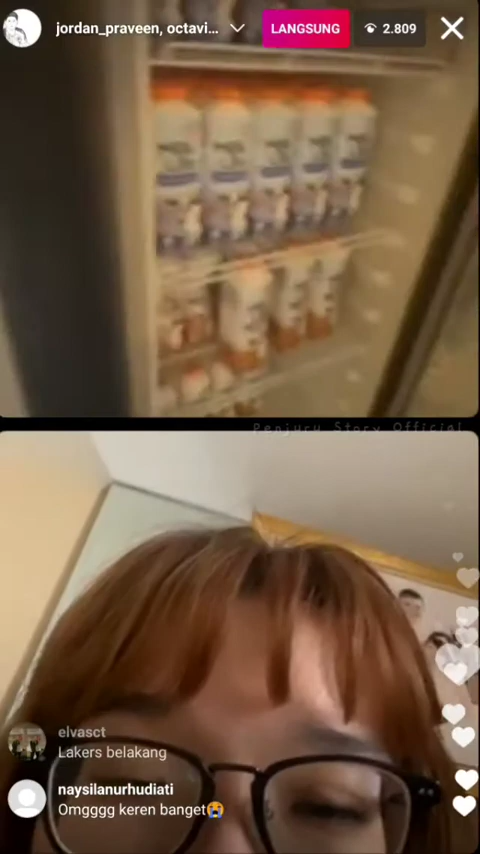 jordan_praveen, octavi...
LANGSUNG
2.809
Penjuru Story Official
elvasct
Lakers belakang
naysilanurhudiati
Omgggg keren banget😭